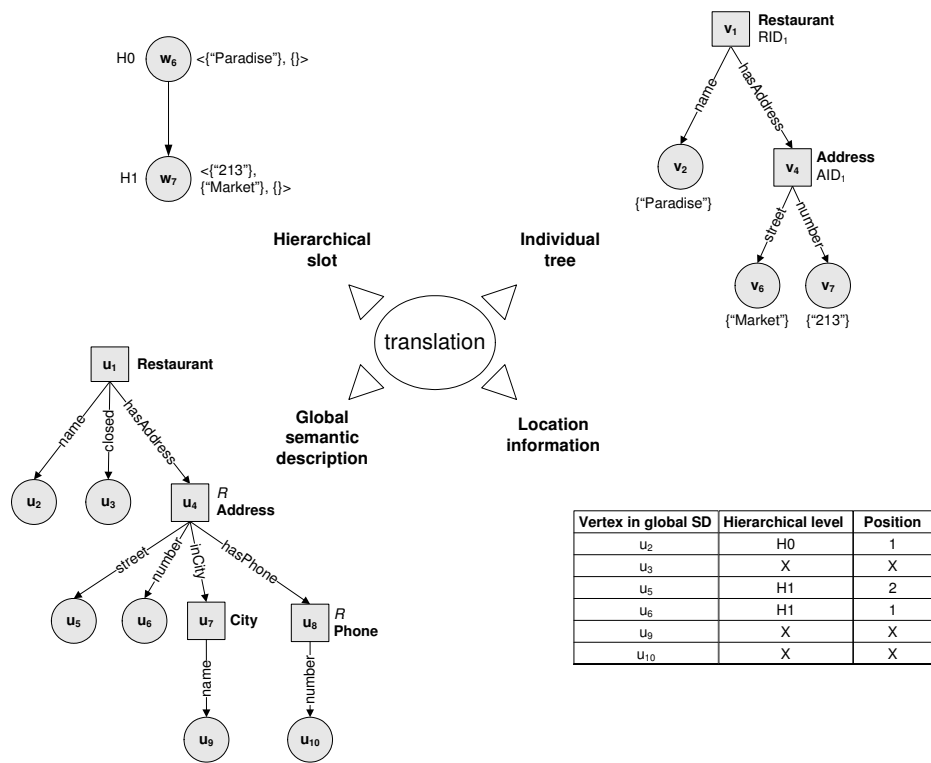 H0 w6 <{“Paradise”}, {}>
H1 w7 <{“213”},
{“Market”}, {}>
v1 Restaurant
RID1
name
hasAddress
v2
{“Paradise”}
v4 Address
AID1
street
number
v6
v7
{“Market”} {“213”}
Hierarchical
slot
Individual
tree
translation
Global
semantic
description
Location
information
u1 Restaurant
name
closed
hasAddress
u2
u3
u4 R
Address
street
number
inCity
hasPhone
u5
u6
u7 City
u8 R
Phone
name
number
u9
u10
Vertex in global SD Hierarchical level Position
u2 H0 1
u3 X X
u5 H1 2
u6 H1 1
u9 X X
u10 X X